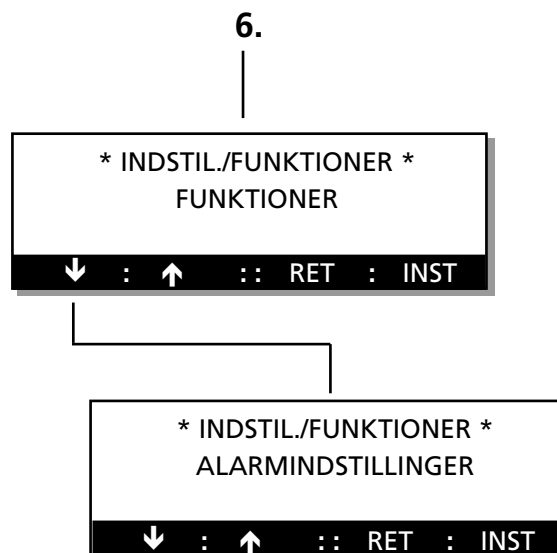 6.
* INDSTIL./FUNKTIONER *
FUNKTIONER
↓ : ↑ :: RET : INST
* INDSTIL./FUNKTIONER *
ALARMINDSTILLINGER
↓ : ↑ :: RET : INST